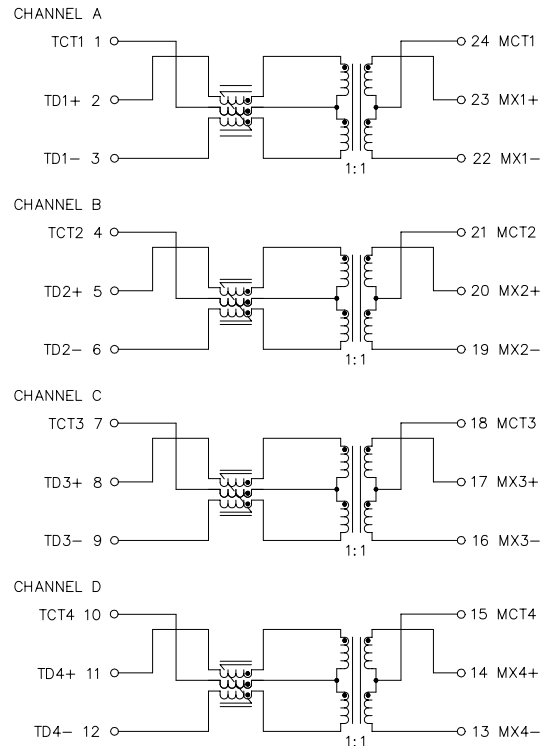 CHANNEL A
TCT1 1
24 MCT1
TD1+ 2
23 MX1+
TD1- 3
22 MX1-
1:1
CHANNEL B
TCT2 4
21 MCT2
TD2+ 5
20 MX2+
TD2- 6
19 MX2-
1:1
CHANNEL C
TCT3 7
18 MCT3
TD3+ 8
17 MX3+
TD3- 9
16 MX3-
1:1
CHANNEL D
TCT4 10
15 MCT4
TD4+ 11
14 MX4+
TD4- 12
13 MX4-
1:1